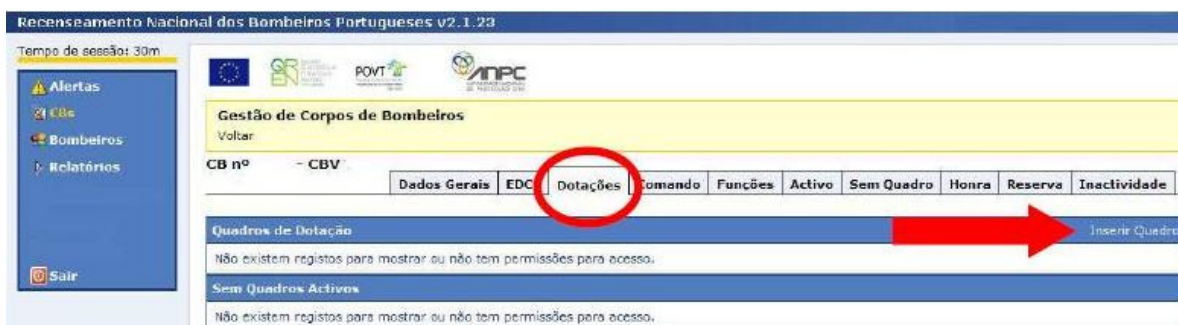 Recenseamento Nacional dos Bombeiros Portugueses v2.1.23
Tempo de sessão: 30m
Alertas
CBs
Bombeiros
Relatórios
Sair
QREN
POVT
ANPC
Gestão de Corpos de Bombeiros
Voltar
CB nº - CBV
Dados Gerais EDC Dotações Comando Funções Activo Sem Quadro Honra Reserva Inactividade
Quadros de Dotação Inserir Quadro
Não existem registos para mostrar ou não tem permissões para acesso.
Sem Quadros Activos
Não existem registos para mostrar ou não tem permissões para acesso.